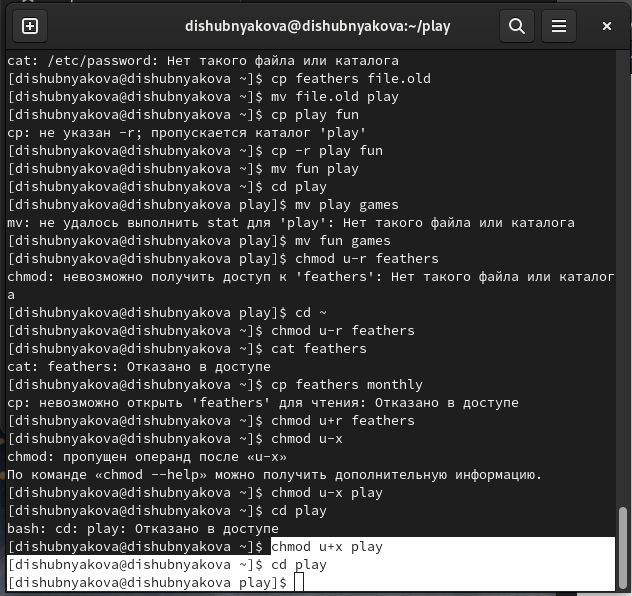 dishubnyakova@dishubnyakova:~/play
cat: /etc/password: Нет такого файла или каталога
[dishubnyakova@dishubnyakova ~]$ cp feathers file.old
[dishubnyakova@dishubnyakova ~]$ mv file.old play
[dishubnyakova@dishubnyakova ~]$ cp play fun
cp: не указан -r; пропускается каталог 'play'
[dishubnyakova@dishubnyakova ~]$ cp -r play fun
[dishubnyakova@dishubnyakova ~]$ mv fun play
[dishubnyakova@dishubnyakova ~]$ cd play
[dishubnyakova@dishubnyakova play]$ mv play games
mv: не удалось выполнить stat для 'play': Нет такого файла или каталога
[dishubnyakova@dishubnyakova play]$ mv fun games
[dishubnyakova@dishubnyakova play]$ chmod u-r feathers
chmod: невозможно получить доступ к 'feathers': Нет такого файла или каталог
а
[dishubnyakova@dishubnyakova play]$ cd ~
[dishubnyakova@dishubnyakova ~]$ chmod u-r feathers
[dishubnyakova@dishubnyakova ~]$ cat feathers
cat: feathers: Отказано в доступе
[dishubnyakova@dishubnyakova ~]$ cp feathers monthly
cp: невозможно открыть 'feathers' для чтения: Отказано в доступе
[dishubnyakova@dishubnyakova ~]$ chmod u+r feathers
[dishubnyakova@dishubnyakova ~]$ chmod u-x
chmod: пропущен операнд после «u-x»
По команде «chmod --help» можно получить дополнительную информацию.
[dishubnyakova@dishubnyakova ~]$ chmod u-x play
[dishubnyakova@dishubnyakova ~]$ cd play
bash: cd: play: Отказано в доступе
[dishubnyakova@dishubnyakova ~]$ chmod u+x play
[dishubnyakova@dishubnyakova ~]$ cd play
[dishubnyakova@dishubnyakova play]$